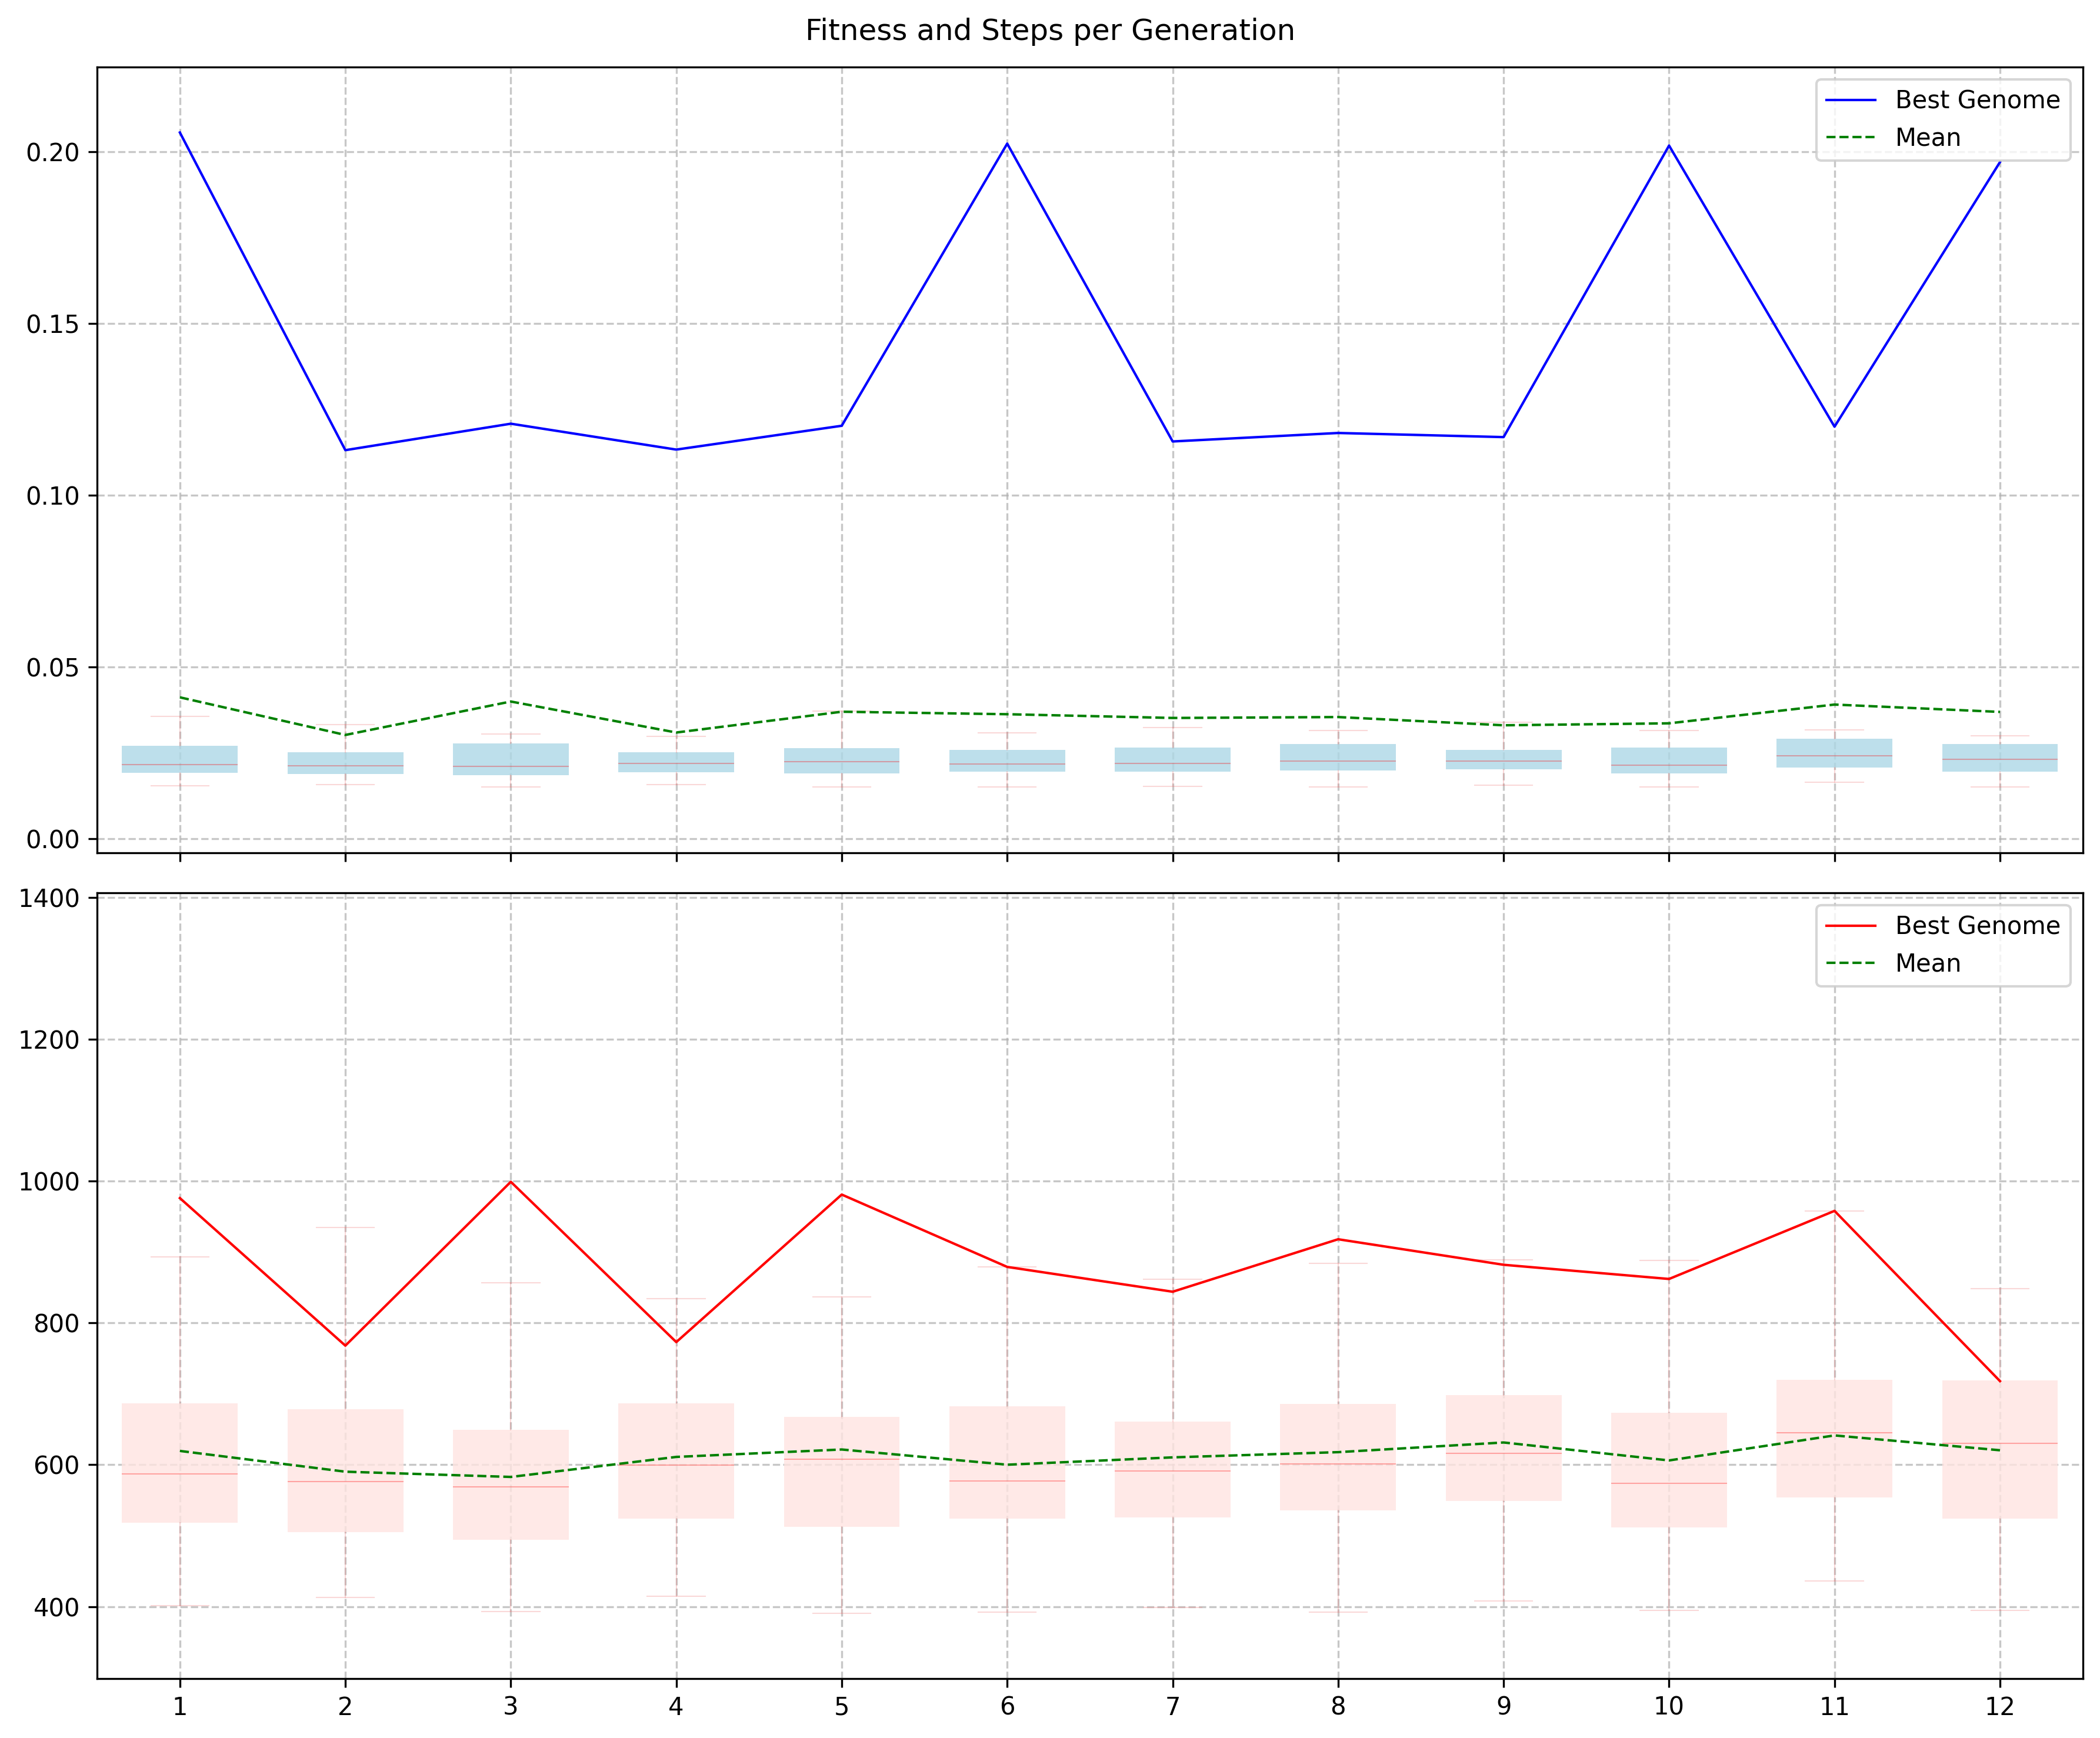 Fitness and Steps per Generation
Best Genome
Mean
0.20
0.15
0.10
0.05
0.00
Best Genome
Mean
1400
1200
1000
800
600
400
1 2 3 4 5 6 7 8 9 10 11 12